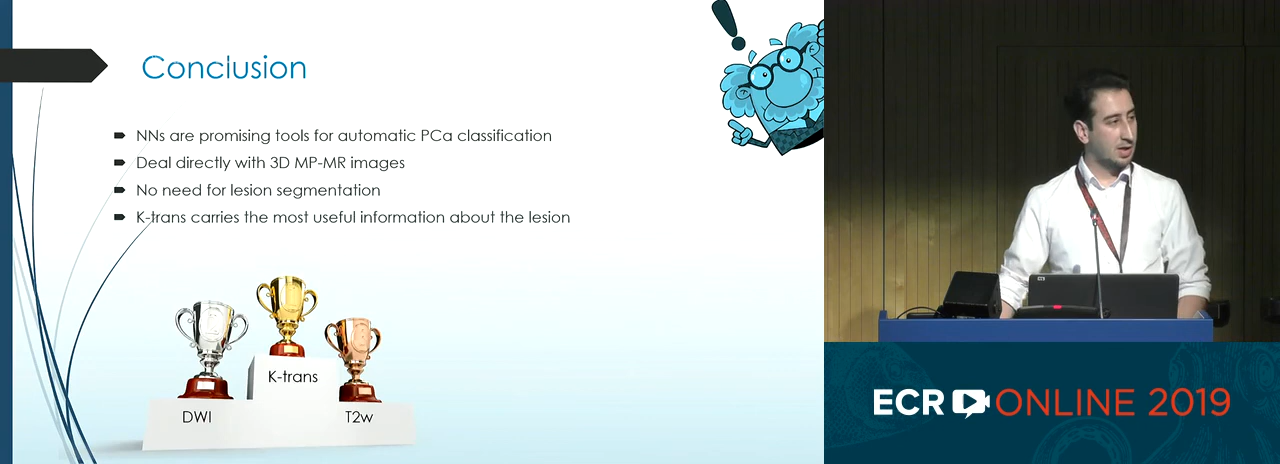 Conclusion
NNs are promising tools for automatic PCa classification
Deal directly with 3D MP-MR images
No need for lesion segmentation
K-trans carries the most useful information about the lesion
K-trans
DWI
T2w
ECR ONLINE 2019